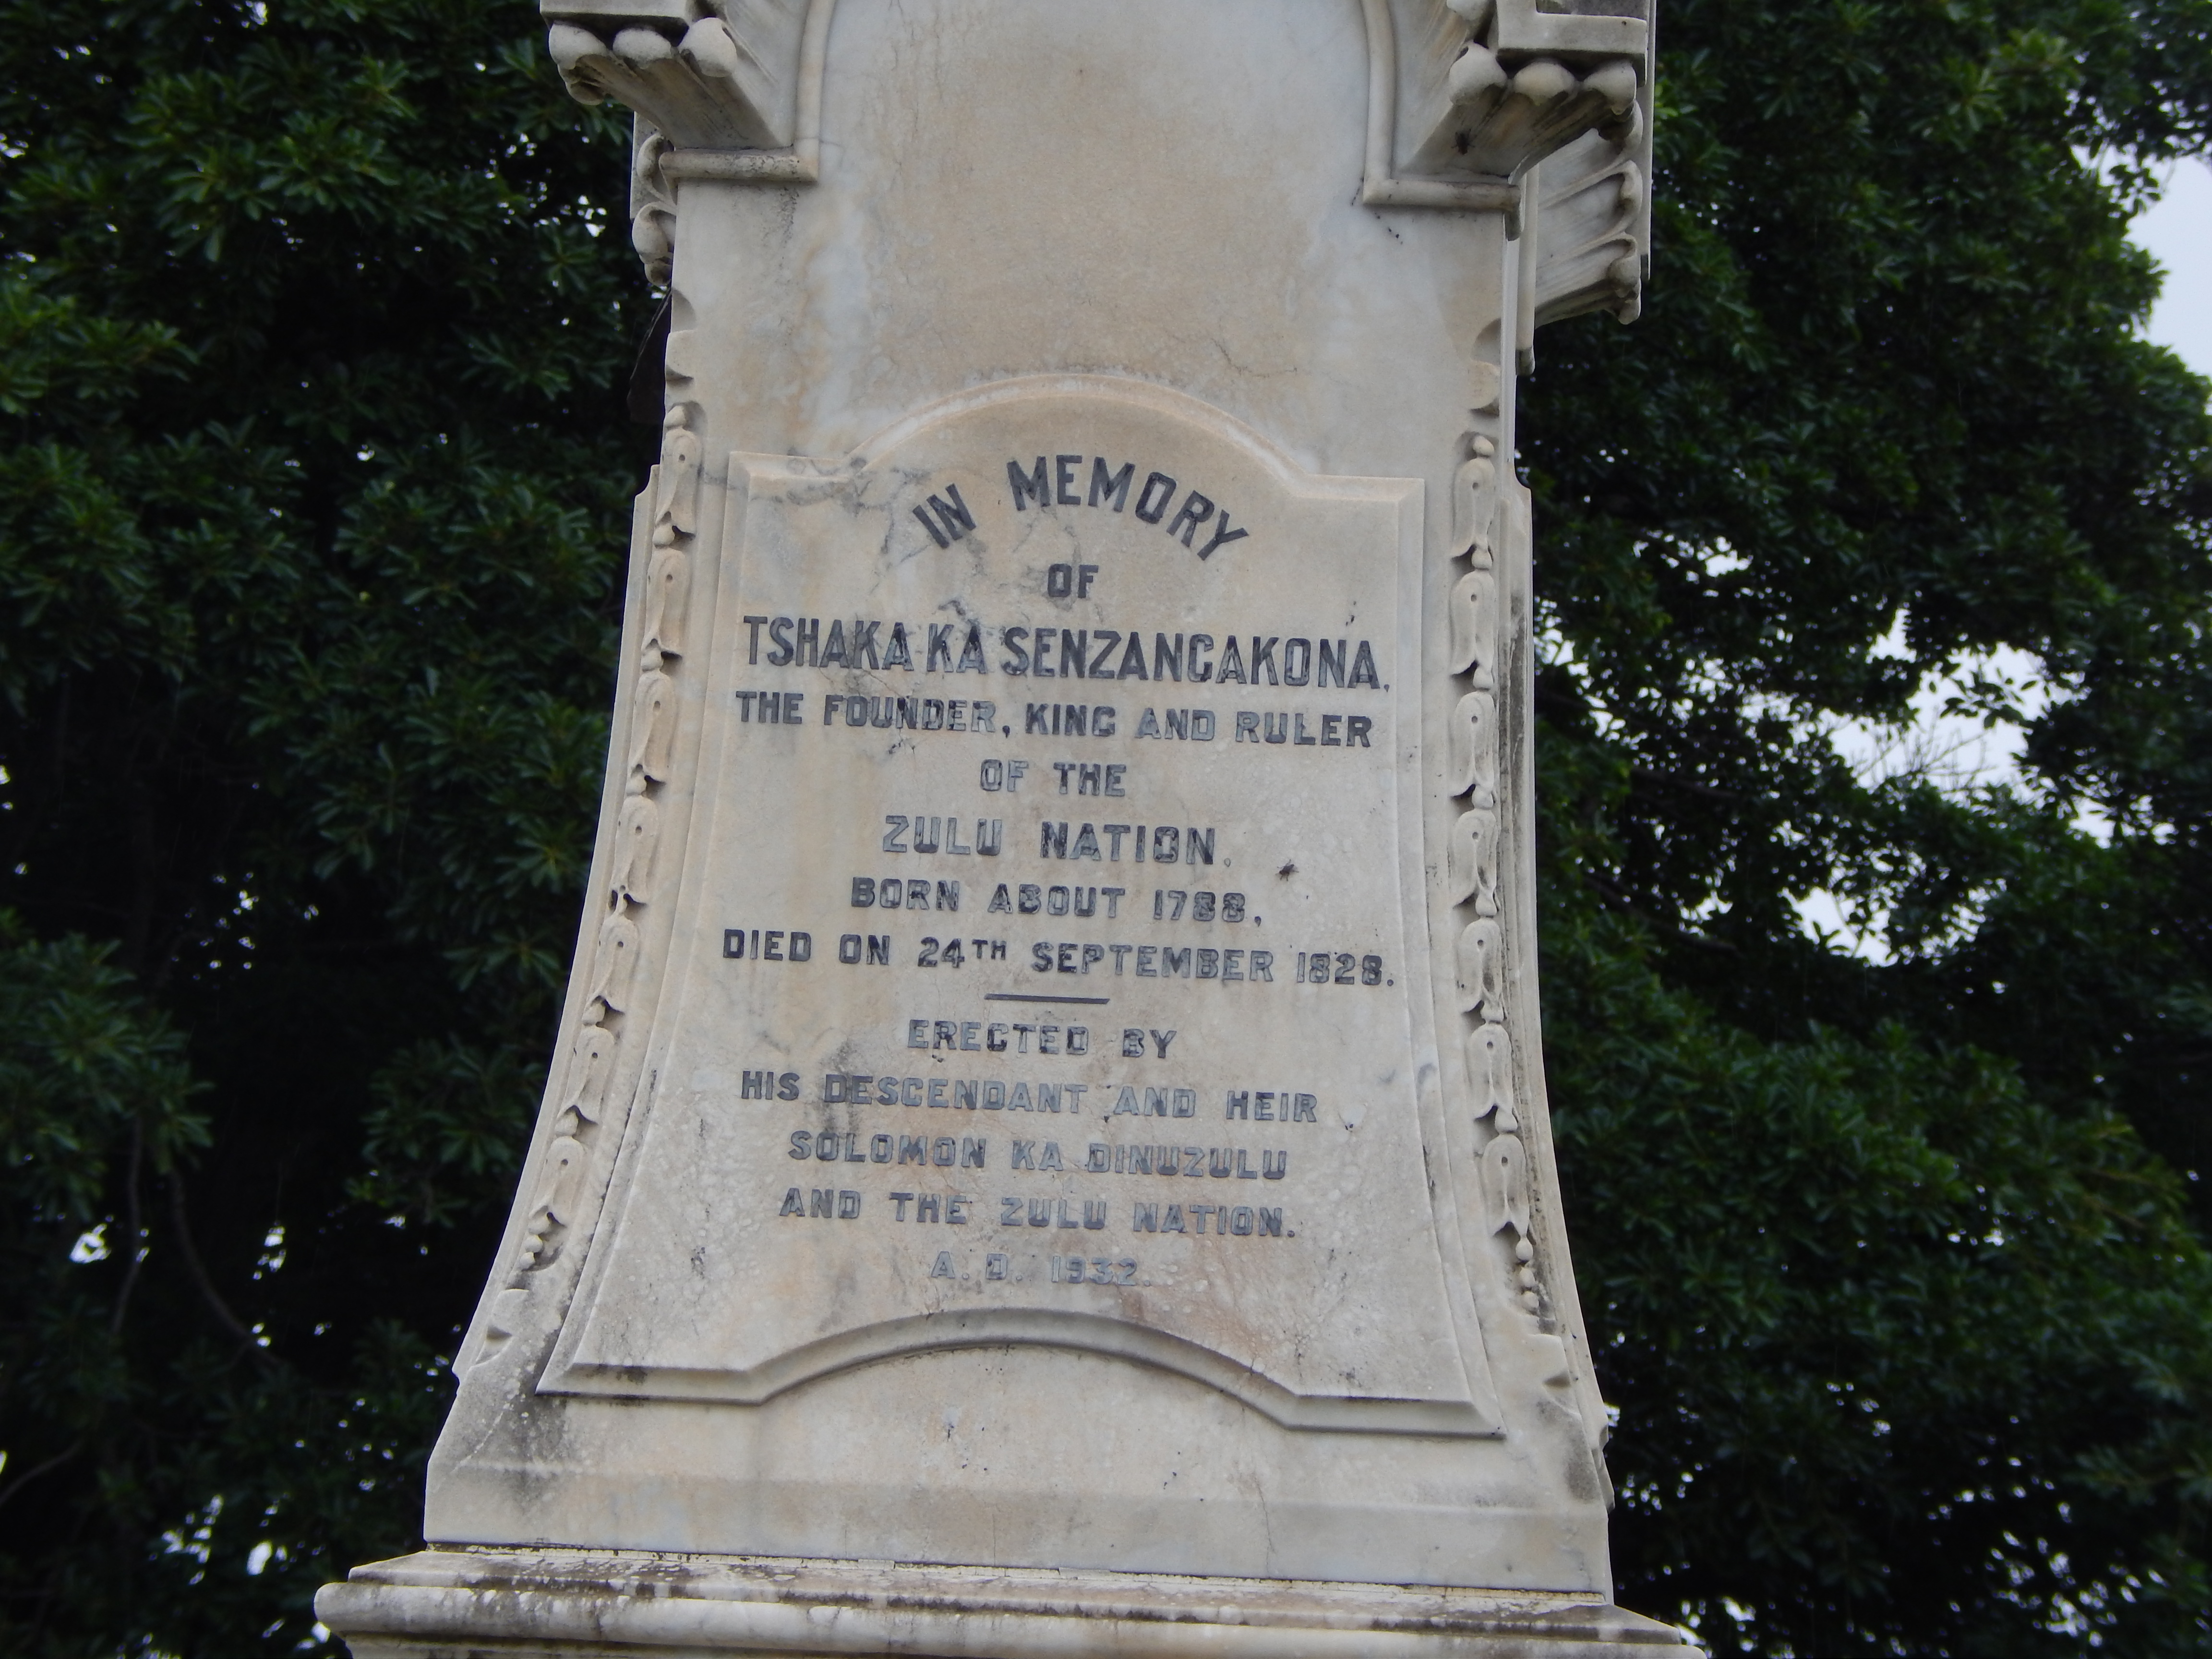 IN MEMORY
OF
TSHAKA KA SENZANGAKONA,
THE FOUNDER, KING AND RULER
OF THE
ZULU NATION.
BORN ABOUT 1788,
DIED ON 24TH SEPTEMBER 1828.
ERECTED BY
HIS DESCENDANT AND HEIR
SOLOMON KA DINUZULU
AND THE ZULU NATION.
A. D. 1932.